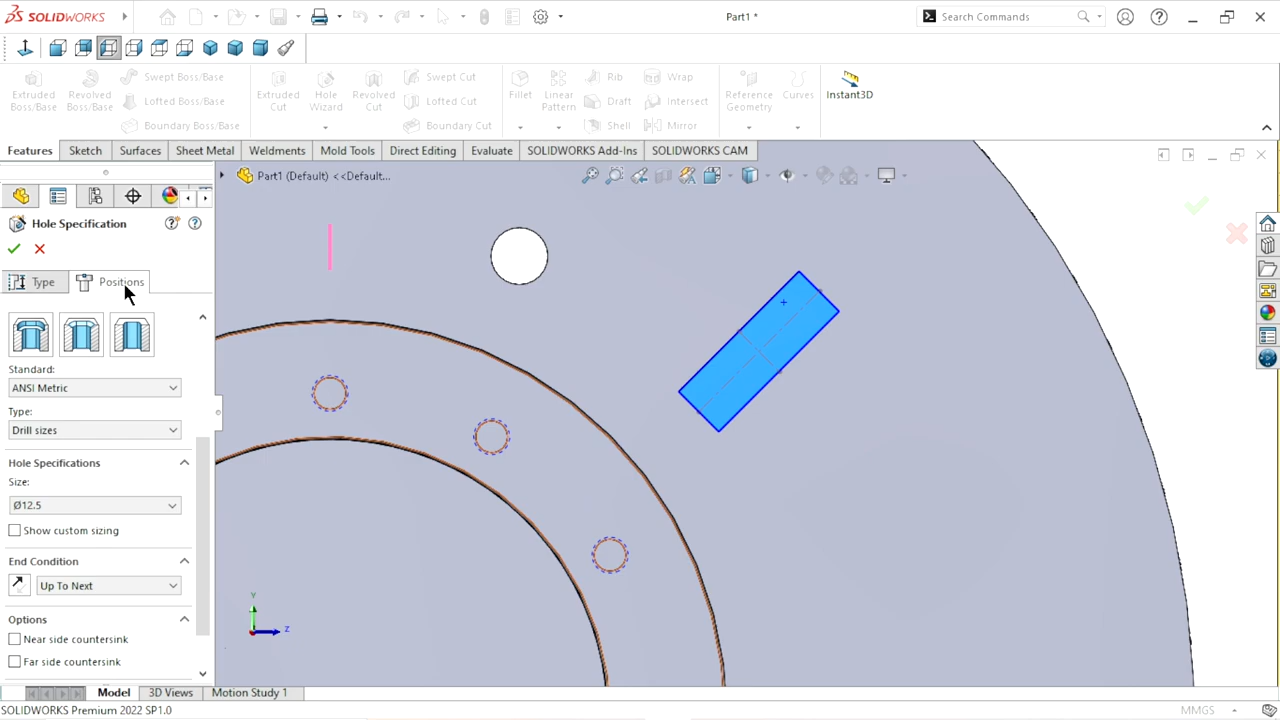 SOLIDWORKS
Part1 *
Search Commands
Extruded Boss/Base
Revolved Boss/Base
Swept Boss/Base
Lofted Boss/Base
Boundary Boss/Base
Extruded Cut
Hole Wizard
Revolved Cut
Swept Cut
Lofted Cut
Boundary Cut
Fillet
Linear Pattern
Rib
Draft
Shell
Wrap
Intersect
Mirror
Reference Geometry
Curves
Instant3D
Features
Sketch
Surfaces
Sheet Metal
Weldments
Mold Tools
Direct Editing
Evaluate
SOLIDWORKS Add-Ins
SOLIDWORKS CAM
Part1 (Default) <<Default...
Hole Specification
Type
Positions
Standard:
ANSI Metric
Type:
Drill sizes
Hole Specifications
Size:
Ø12.5
Show custom sizing
End Condition
Up To Next
Options
Near side countersink
Far side countersink
Y
Z
Model
3D Views
Motion Study 1
SOLIDWORKS Premium 2022 SP1.0
MMGS